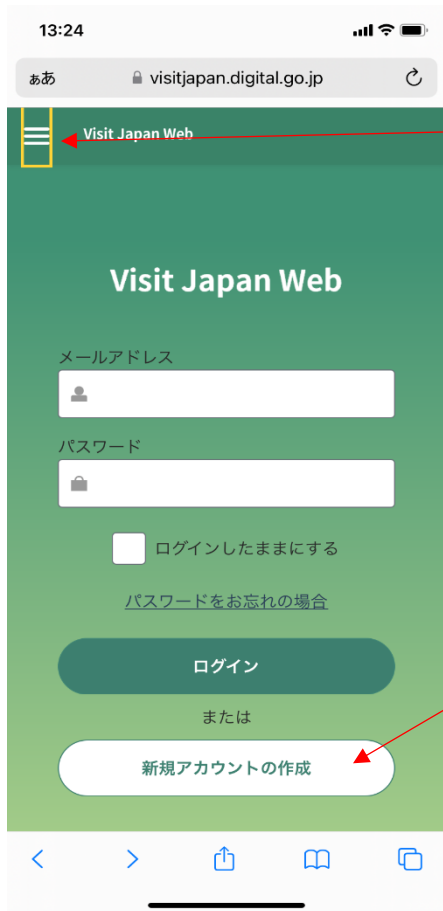 13:24
ぁあ visitjapan.digital.go.jp
Visit Japan Web
Visit Japan Web
メールアドレス
パスワード
ログインしたままにする
パスワードをお忘れの場合
ログイン
または
新規アカウントの作成